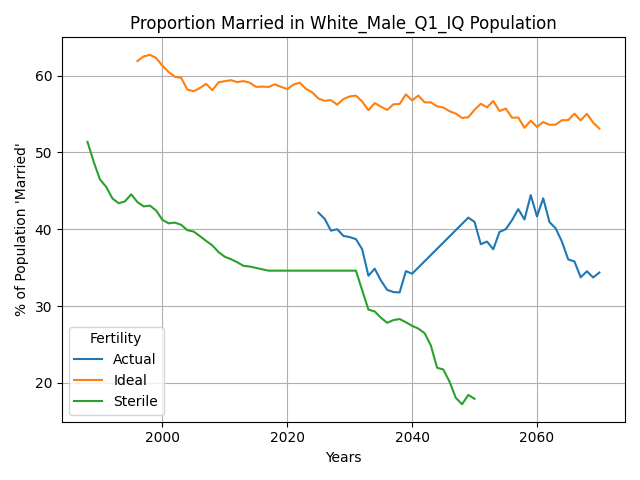 Proportion Married in White_Male_Q1_IQ Population
% of Population 'Married'
60
50
40
30
20
Fertility
Actual
Ideal
Sterile
2000
2020
2040
2060
Years